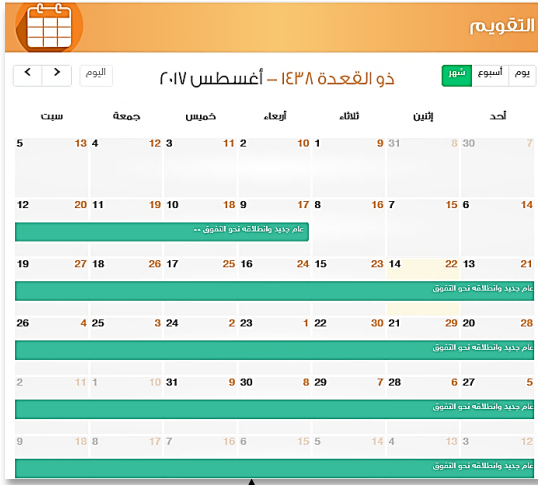 التقويم
يوم أسبوع شهر ذو القعدة ١٤٣٨ – أغسطس ٢٠١٧ اليوم
أحد إثنين ثلاثاء أربعاء خميس جمعة سبت
7 30 8 31 9 1 10 2 11 3 12 4 13 5
14 6 15 7 16 8 17 9 18 10 19 11 20 12
عام جديد وانطلاقه نحو التفوق --
21 13 22 14 23 15 24 16 25 17 26 18 27 19
عام جديد وانطلاقه نحو التفوق
28 20 29 21 30 22 1 23 2 24 3 25 4 26
عام جديد وانطلاقه نحو التفوق
5 27 6 28 7 29 8 30 9 31 10 1 11 2
عام جديد وانطلاقه نحو التفوق
12 3 13 4 14 5 15 6 16 7 17 8 18 9
عام جديد وانطلاقه نحو التفوق